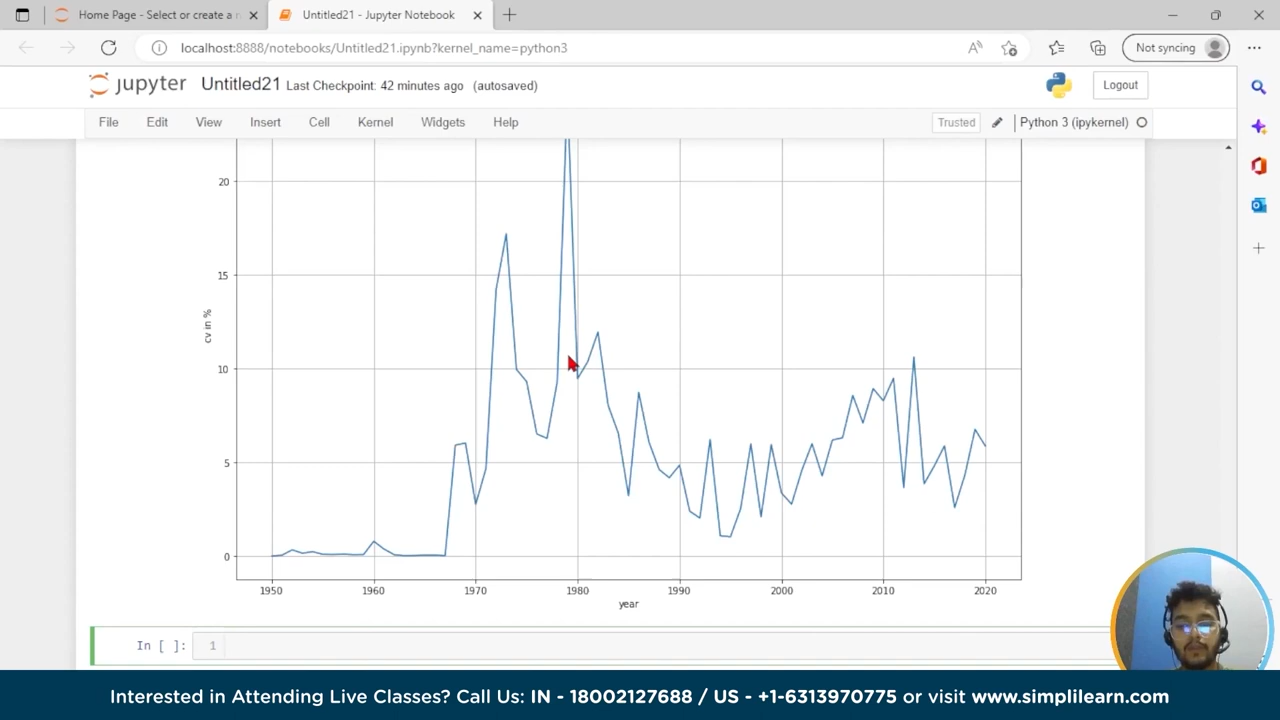 Home Page - Select or create a n
Untitled21 - Jupyter Notebook
localhost:8888/notebooks/Untitled21.ipynb?kernel_name=python3
Not syncing
jupyter Untitled21 Last Checkpoint: 42 minutes ago (autosaved)
Logout
File Edit View Insert Cell Kernel Widgets Help
Trusted
Python 3 (ipykernel)
20
15
cv in %
10
5
0
1950 1960 1970 1980 1990 2000 2010 2020
year
In [ ]: 1
Interested in Attending Live Classes? Call Us: IN - 18002127688 / US - +1-6313970775 or visit www.simplilearn.com